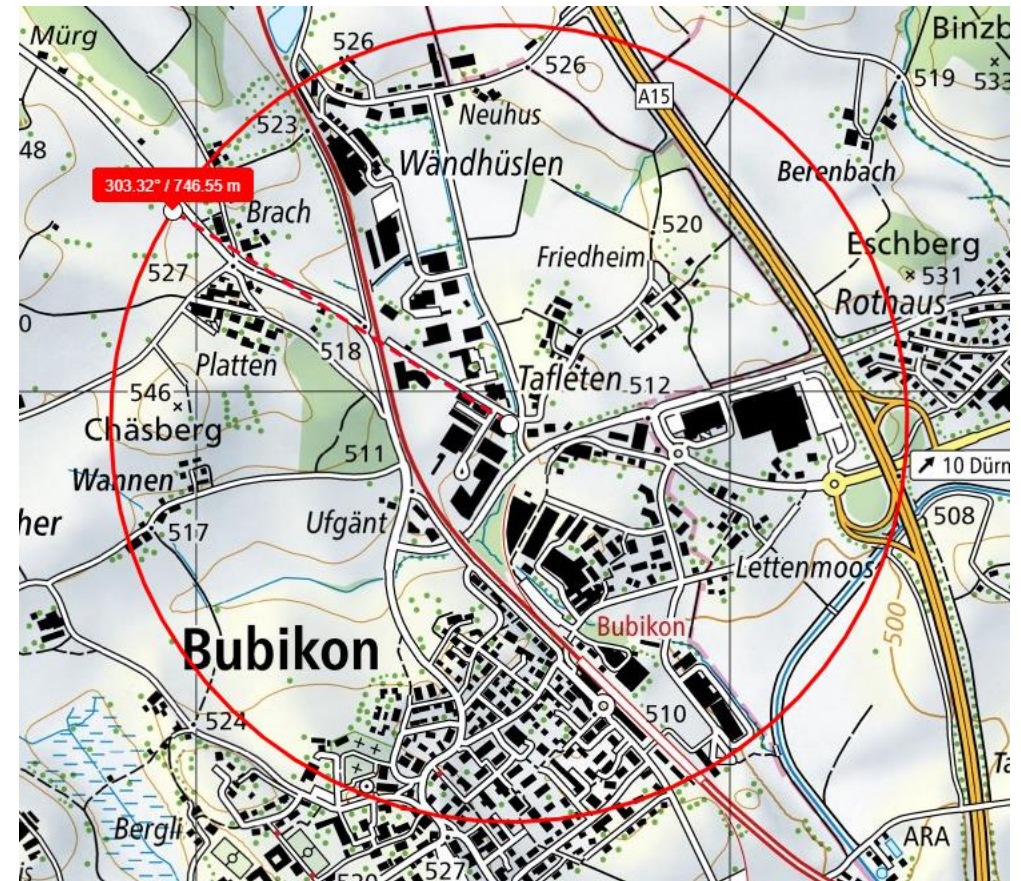 Mürg
526
Binzb
526
519
533
A15
Neuhus
523
48
Wändhüslen
Berenbach
303.32° / 746.55 m
Brach
520
Eschberg
527
Friedheim
531
Rothaus
0
518
Platten
Tafleten
512
546
Chäsberg
511
Wannen
10 Dürn
her
Ufgänt
517
508
Lettenmoos
Bubikon
500
Bubikon
510
524
Ta
Bergli
ARA
527